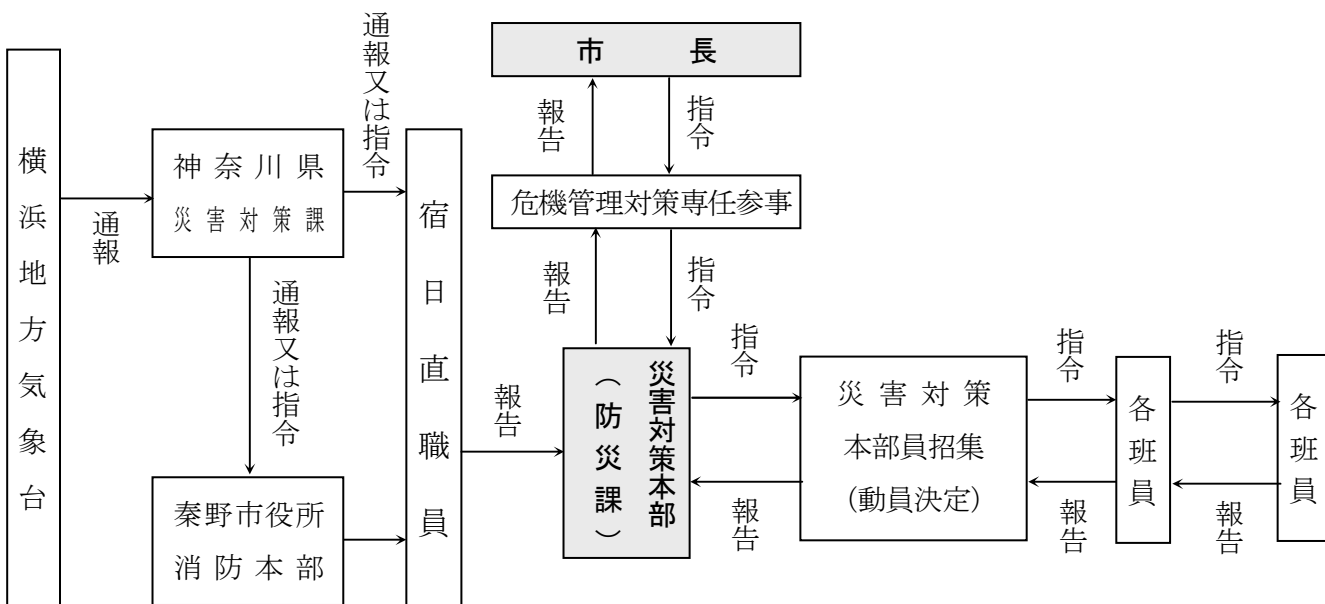 横浜地方気象台
通報
神奈川県
災害対策課
通報又は指令
通報又は指令
秦野市役所
消防本部
宿日直職員
報告
市長
報告
指令
危機管理対策専任参事
報告
指令
災害対策本部
（防災課）
指令
報告
災害対策
本部員招集
(動員決定)
指令
報告
各班員
指令
報告
各班員